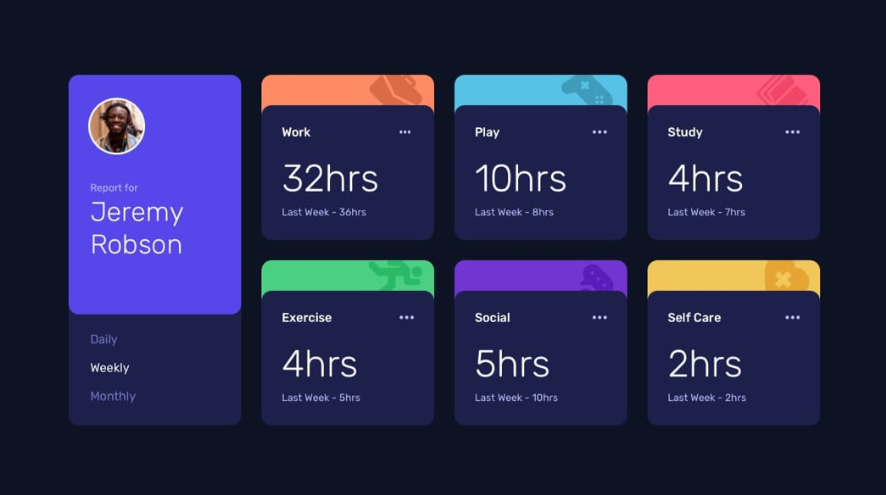 Report for
Jeremy
Robson
Daily
Weekly
Monthly
Work
32hrs
Last Week - 36hrs
Play
10hrs
Last Week - 8hrs
Study
4hrs
Last Week - 7hrs
Exercise
4hrs
Last Week - 5hrs
Social
5hrs
Last Week - 10hrs
Self Care
2hrs
Last Week - 2hrs